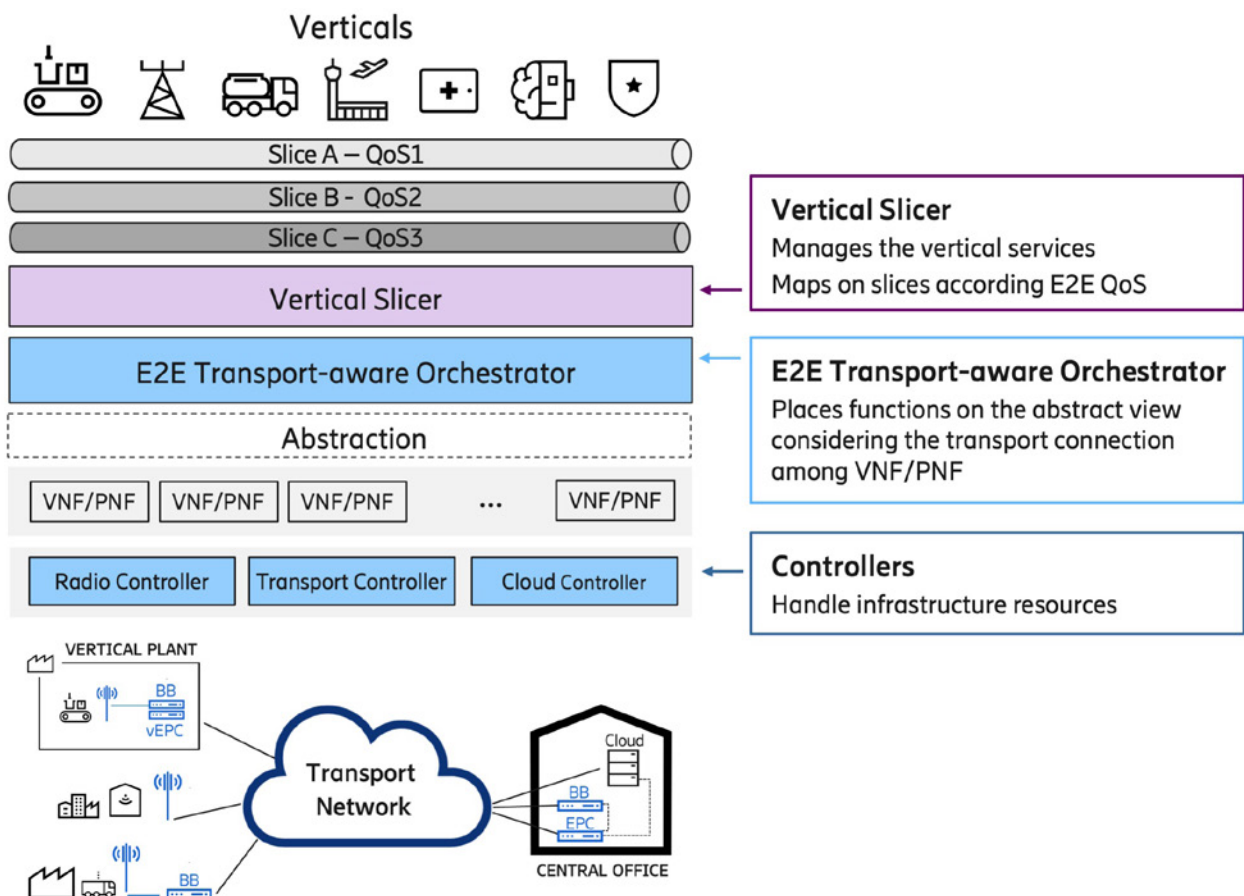 Verticals
Slice A – QoS1
Slice B - QoS2
Slice C – QoS3
Vertical Slicer
E2E Transport-aware Orchestrator
Abstraction
VNF/PNF
VNF/PNF
VNF/PNF
...
VNF/PNF
Radio Controller
Transport Controller
Cloud Controller
Vertical Slicer
Manages the vertical services
Maps on slices according E2E QoS
E2E Transport-aware Orchestrator
Places functions on the abstract view
considering the transport connection
among VNF/PNF
Controllers
Handle infrastructure resources
VERTICAL PLANT
BB
vEPC
BB
Transport
Network
Cloud
BB
EPC
CENTRAL OFFICE